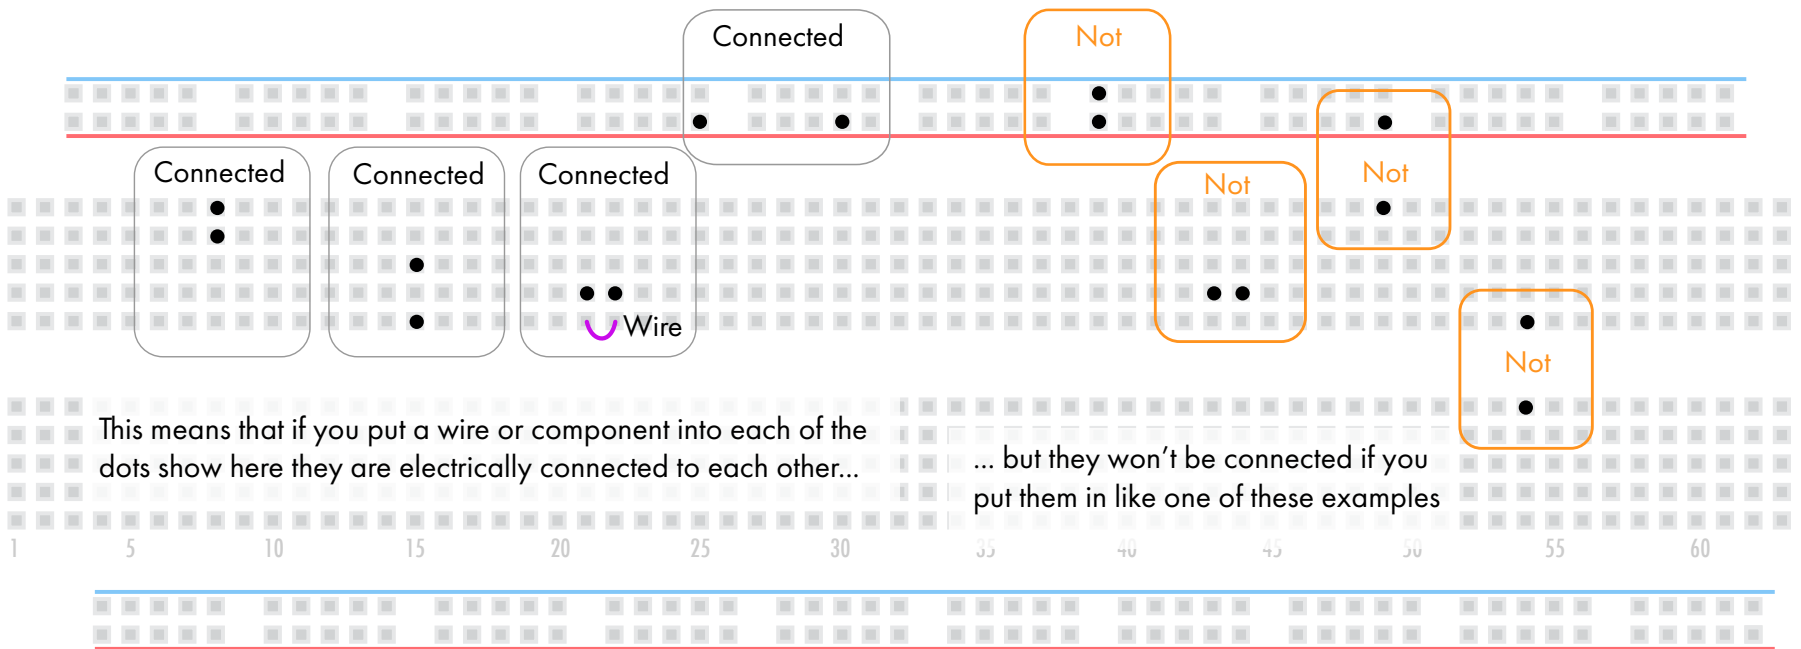 Connected
Not
Connected
Connected
Connected
Not
Not
Wire
Not
This means that if you put a wire or component into each of the
dots show here they are electrically connected to each other...
... but they won't be connected if you
put them in like one of these examples
1 5 10 15 20 25 30 35 40 45 50 55 60